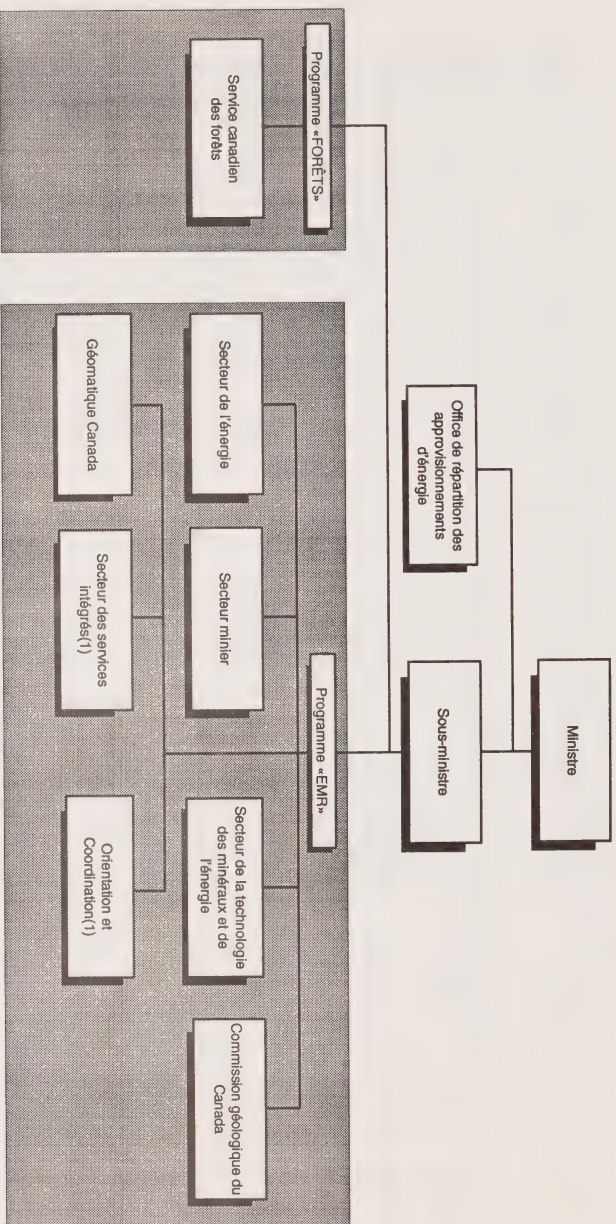 Ministre
Office de répartition des
approvisionnements
d'énergie
Sous-ministre
Programme «FORÊTS»
Programme «EMR»
Service canadien
des forêts
Secteur de l'énergie
Secteur minier
Secteur de la technologie
des minéraux et de
l'énergie
Commission géologique du
Canada
Géomatique Canada
Secteur des services
intégrés(1)
Orientation et
Coordination(1)